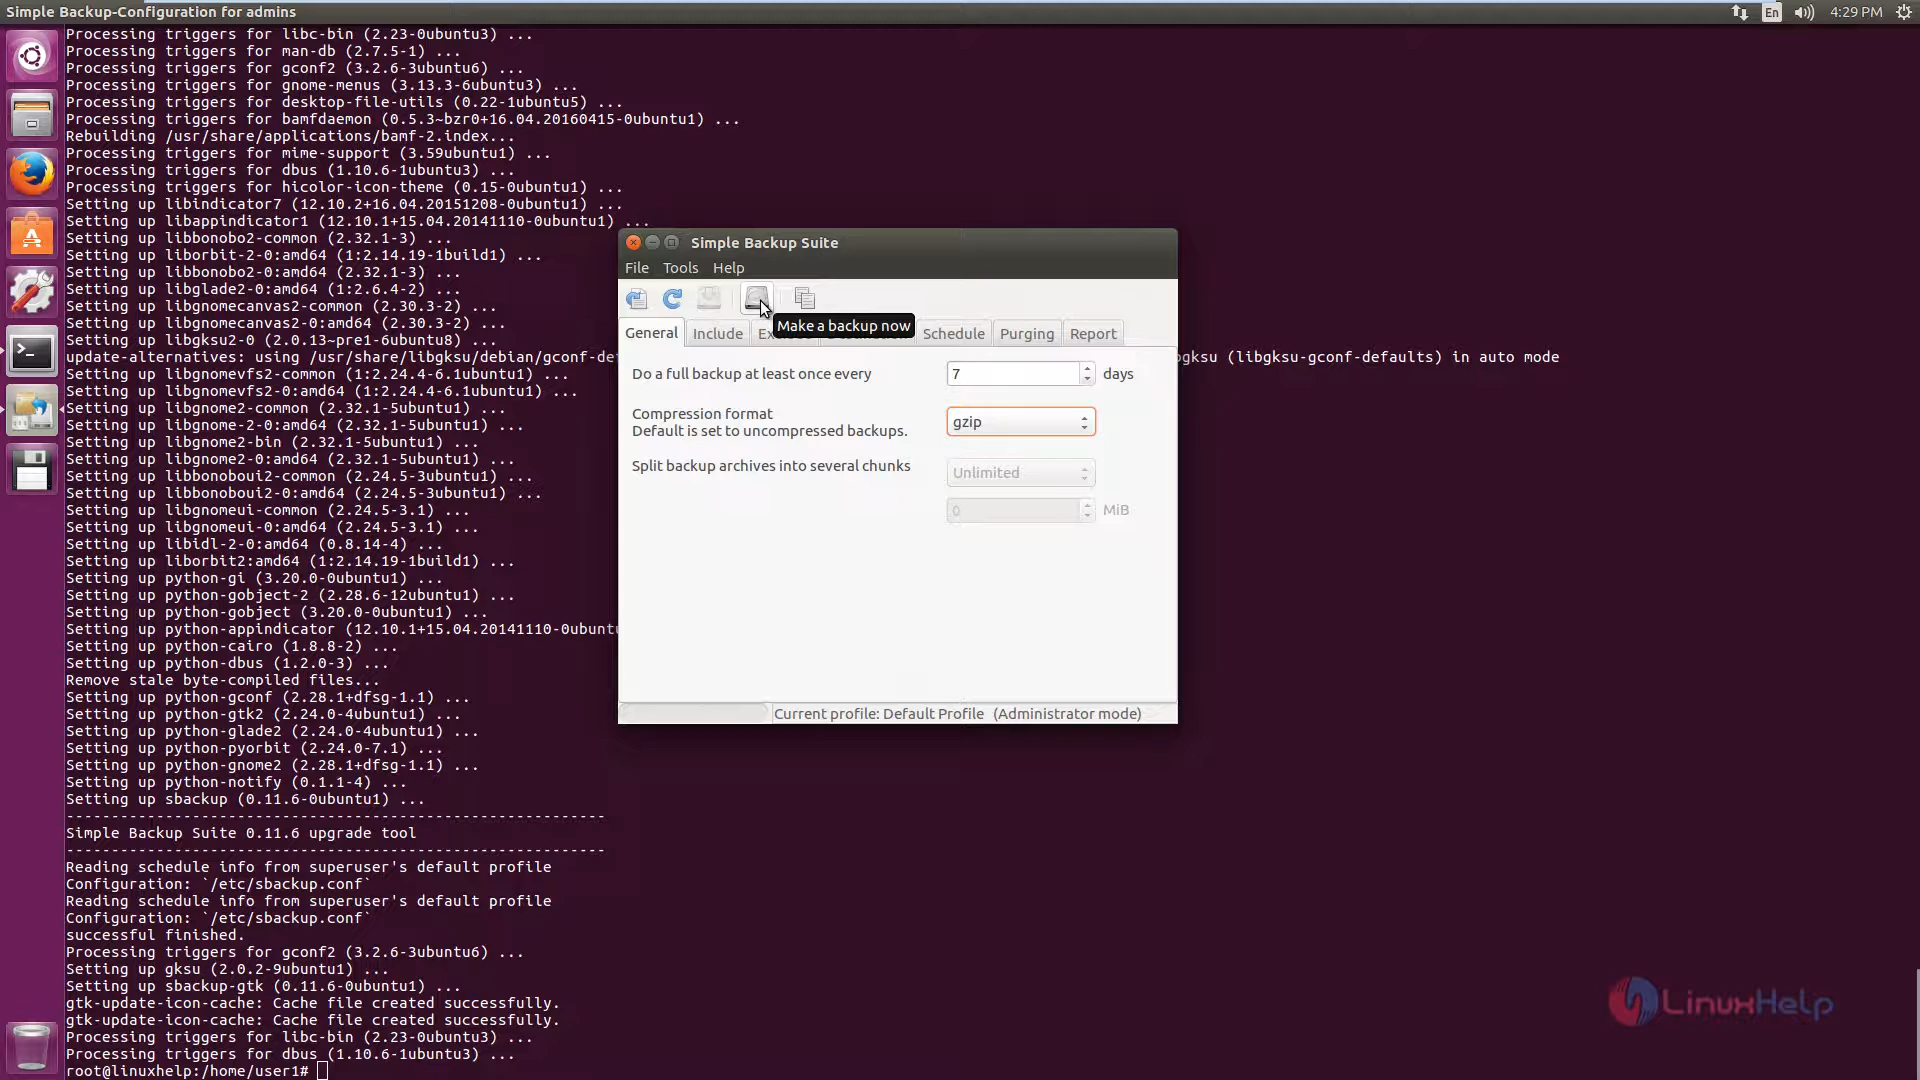 Simple Backup-Configuration for admins
En
4:29 PM
Processing triggers for libc-bin (2.23-0ubuntu3) ...
Processing triggers for man-db (2.7.5-1) ...
Processing triggers for gconf2 (3.2.6-3ubuntu6) ...
Processing triggers for gnome-menus (3.13.3-6ubuntu3) ...
Processing triggers for desktop-file-utils (0.22-1ubuntu5) ...
Processing triggers for bamfdaemon (0.5.3~bzr0+16.04.20160415-0ubuntu1) ...
Rebuilding /usr/share/applications/bamf-2.index...
Processing triggers for mime-support (3.59ubuntu1) ...
Processing triggers for dbus (1.10.6-1ubuntu3) ...
Processing triggers for hicolor-icon-theme (0.15-0ubuntu1) ...
Setting up libindicator7 (12.10.2+16.04.20151208-0ubuntu1) ...
Setting up libappindicator1 (12.10.1+15.04.20141110-0ubuntu1) ...
Setting up libbonobo2-common (2.32.1-3) ...
Setting up liborbit-2-0:amd64 (1:2.14.19-1build1) ...
Setting up libbonobo2-0:amd64 (2.32.1-3) ...
Setting up libglade2-0:amd64 (1:2.6.4-2) ...
Setting up libgnomecanvas2-common (2.30.3-2) ...
Setting up libgnomecanvas2-0:amd64 (2.30.3-2) ...
Setting up libgksu2-0 (2.0.13~pre1-6ubuntu8) ...
update-alternatives: using /usr/share/libgksu/debian/gconf-de gksu (libgksu-gconf-defaults) in auto mode
Setting up libgnomevfs2-common (1:2.24.4-6.1ubuntu1) ...
Setting up libgnomevfs2-0:amd64 (1:2.24.4-6.1ubuntu1) ...
Setting up libgnome2-common (2.32.1-5ubuntu1) ...
Setting up libgnome-2-0:amd64 (2.32.1-5ubuntu1) ...
Setting up libgnome2-bin (2.32.1-5ubuntu1) ...
Setting up libgnome2-0:amd64 (2.32.1-5ubuntu1) ...
Setting up libbonoboui2-common (2.24.5-3ubuntu1) ...
Setting up libbonoboui2-0:amd64 (2.24.5-3ubuntu1) ...
Setting up libgnomeui-common (2.24.5-3.1) ...
Setting up libgnomeui-0:amd64 (2.24.5-3.1) ...
Setting up libidl-2-0:amd64 (0.8.14-4) ...
Setting up liborbit2:amd64 (1:2.14.19-1build1) ...
Setting up python-gi (3.20.0-0ubuntu1) ...
Setting up python-gobject-2 (2.28.6-12ubuntu1) ...
Setting up python-gobject (3.20.0-0ubuntu1) ...
Setting up python-appindicator (12.10.1+15.04.20141110-0ubuntu
Setting up python-cairo (1.8.8-2) ...
Setting up python-dbus (1.2.0-3) ...
Remove stale byte-compiled files...
Setting up python-gconf (2.28.1+dfsg-1.1) ...
Setting up python-gtk2 (2.24.0-4ubuntu1) ...
Setting up python-glade2 (2.24.0-4ubuntu1) ...
Setting up python-pyorbit (2.24.0-7.1) ...
Setting up python-gnome2 (2.28.1+dfsg-1.1) ...
Setting up python-notify (0.1.1-4) ...
Setting up sbackup (0.11.6-0ubuntu1) ...
------------------------------------------------------------
Simple Backup Suite 0.11.6 upgrade tool
------------------------------------------------------------
Reading schedule info from superuser's default profile
Configuration: `/etc/sbackup.conf`
Reading schedule info from superuser's default profile
Configuration: `/etc/sbackup.conf`
successful finished.
Processing triggers for gconf2 (3.2.6-3ubuntu6) ...
Setting up gksu (2.0.2-9ubuntu1) ...
Setting up sbackup-gtk (0.11.6-0ubuntu1) ...
gtk-update-icon-cache: Cache file created successfully.
gtk-update-icon-cache: Cache file created successfully.
Processing triggers for libc-bin (2.23-0ubuntu3) ...
Processing triggers for dbus (1.10.6-1ubuntu3) ...
root@linuxhelp:/home/user1#
Simple Backup Suite
File Tools Help
Make a backup now
General Include Schedule Purging Report
Do a full backup at least once every 7 days
Compression format
Default is set to uncompressed backups.
gzip
Split backup archives into several chunks Unlimited
0 MiB
Current profile: Default Profile (Administrator mode)
LinuxHelp